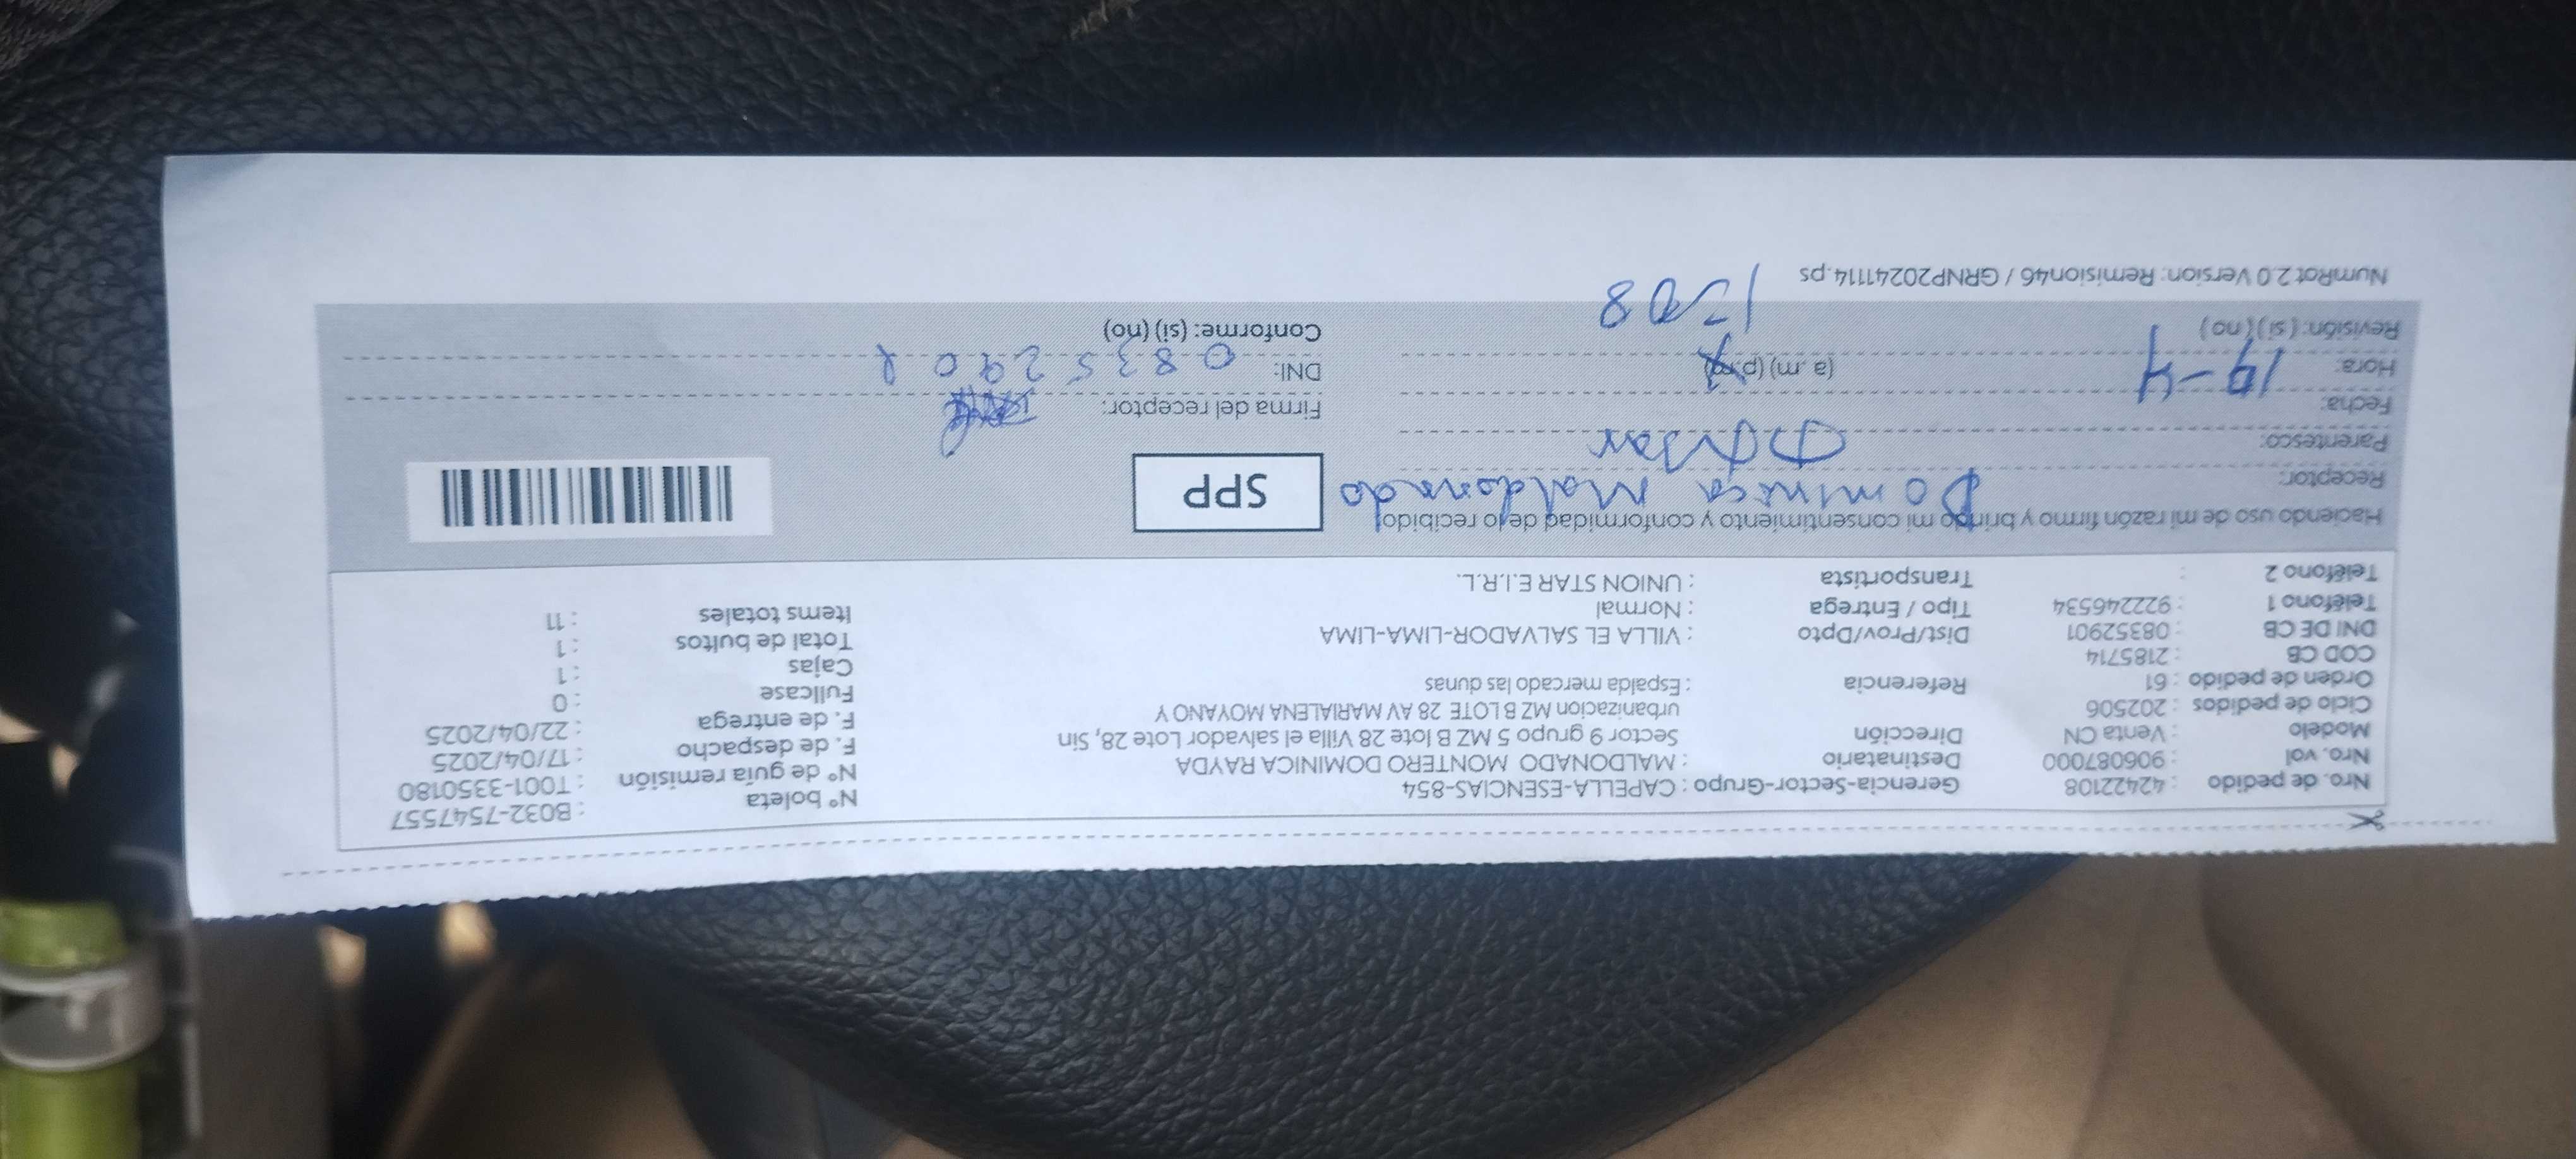 Nro. de pedido : 42422108 Gerencia-Sector-Grupo : CAPELLA-ESENCIAS-854 N° boleta : B032-7547557
Nro. vol : 906087000 Destinatario : MALDONADO MONTERO DOMINICA RAYDA N° de guía remisión : T001-3350180
Modelo : Venta CN Dirección Sector 9 grupo 5 MZ B lote 28 Villa el salvador Lote 28, Sin F. de despacho : 17/04/2025
Ciclo de pedidos : 202506 urbanizacion MZ B LOTE 28 AV MARIALENA MOYANO Y F. de entrega : 22/04/2025
Orden de pedido : 61 Referencia : Espalda mercado las dunas Fullcase : 0
COD CB : 2185714 Cajas : 1
DNI DE CB : 08352901 Dist/Prov/Dpto : VILLA EL SALVADOR-LIMA-LIMA Total de bultos : 1
Teléfono 1 : 922246534 Tipo / Entrega : Normal Items totales : 11
Teléfono 2 : Transportista : UNION STAR E.I.R.L.
Haciendo uso de mi razón firmo y brindo mi consentimiento y conformidad de lo recibido
Receptor: Dominica Maldonado SPP
Parentesco:
Fecha: 19-4 Firma del receptor:
Hora: (a. m) (p. m) DNI: 08352901
Revisión: ( si ) ( no ) 1308 Conforme: (si) (no)
NumRot 2.0 Version: Remision46 / GRNP20241114.ps